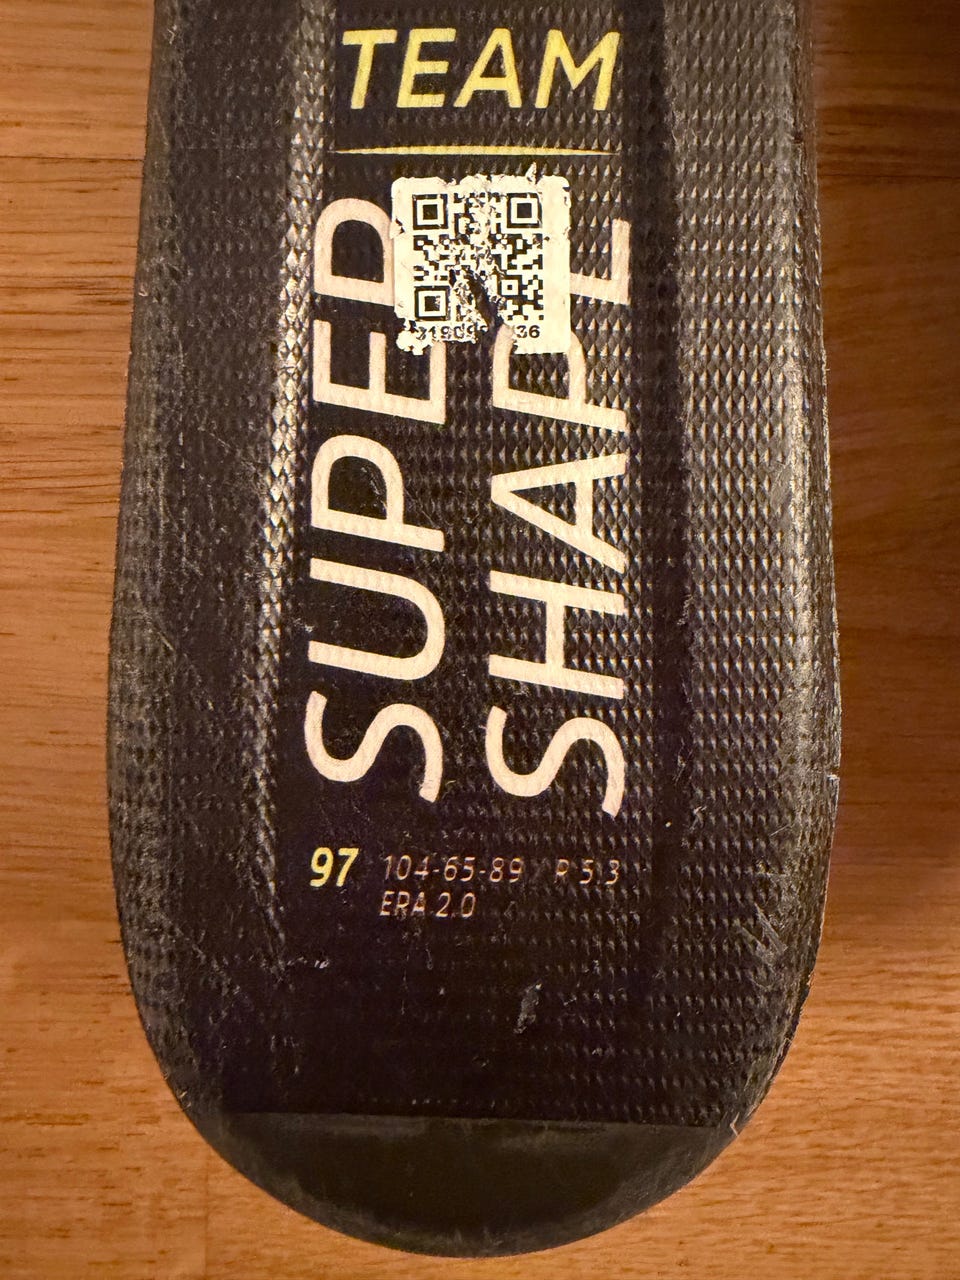 TEAM
SUPER
SHAPE
97 104-65-89 R 5.3
ERA 2.0